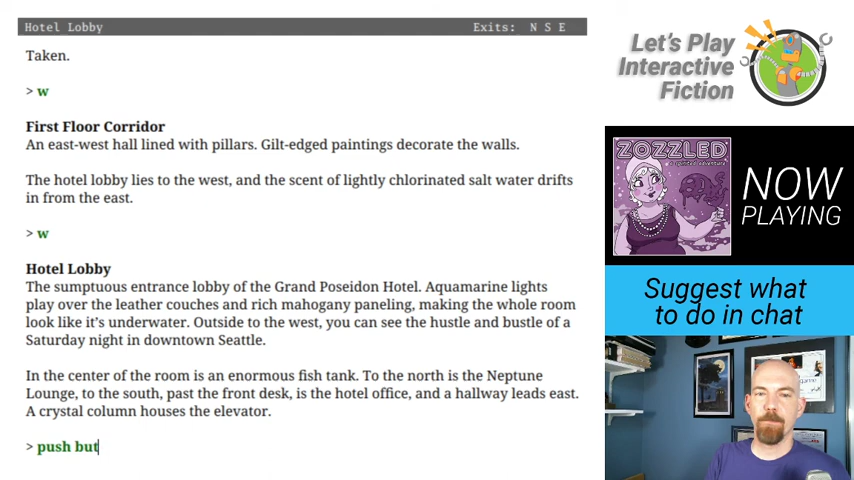 Hotel Lobby Exits: N S E
Taken.
> w
First Floor Corridor
An east-west hall lined with pillars. Gilt-edged paintings decorate the walls.
The hotel lobby lies to the west, and the scent of lightly chlorinated salt water drifts
in from the east.
> w
Hotel Lobby
The sumptuous entrance lobby of the Grand Poseidon Hotel. Aquamarine lights
play over the leather couches and rich mahogany paneling, making the whole room
look like it's underwater. Outside to the west, you can see the hustle and bustle of a
Saturday night in downtown Seattle.
In the center of the room is an enormous fish tank. To the north is the Neptune
Lounge, to the south, past the front desk, is the hotel office, and a hallway leads east.
A crystal column houses the elevator.
> push but
Let's Play
Interactive
Fiction
ZOZZLED
NOW
PLAYING
Suggest what
to do in chat